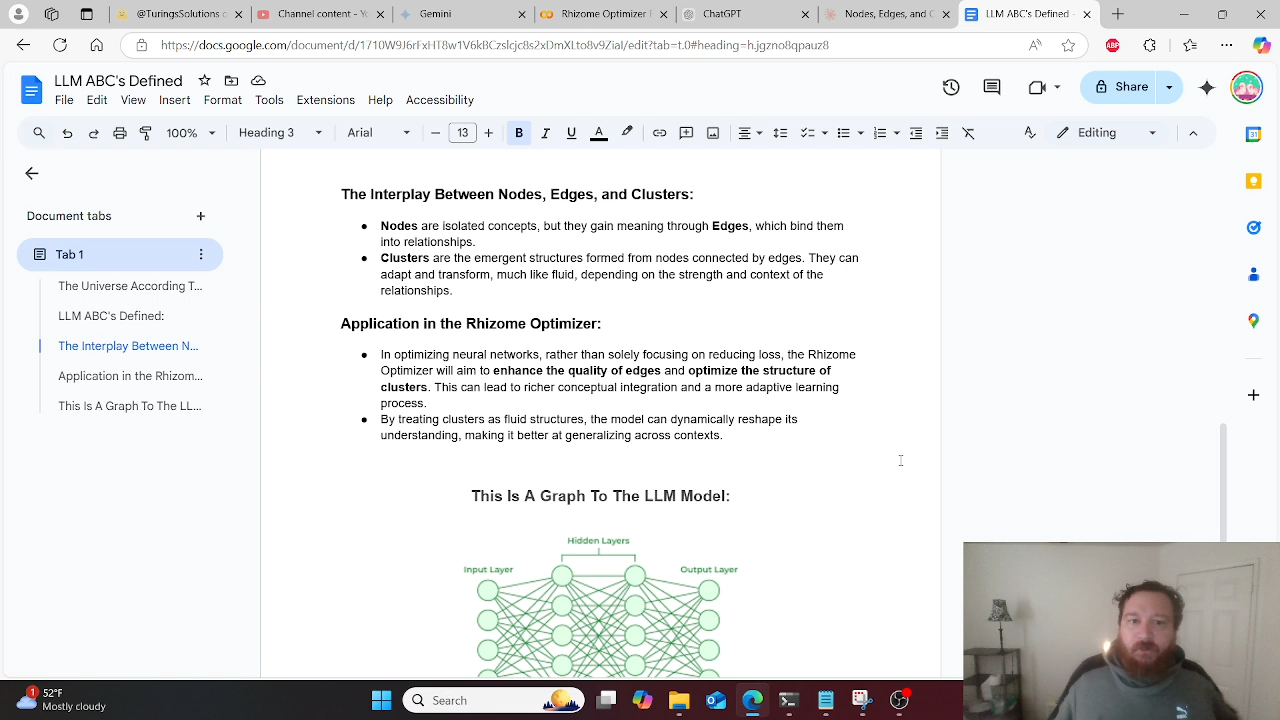 @TuringsSolutions c
Channel content - Y
Gemini
Rhizome Optimizer
ChatGPT
Nodes, Edges, and C
LLM ABC's Defined -
LLM ABC's Defined
File Edit View Insert Format Tools Extensions Help Accessibility
Share
100% Heading 3 Arial 13 B I U A Editing
Document tabs
Tab 1
The Universe According T...
LLM ABC's Defined:
The Interplay Between N...
Application in the Rhizom...
This Is A Graph To The LL...
The Interplay Between Nodes, Edges, and Clusters:
Nodes are isolated concepts, but they gain meaning through Edges, which bind them
into relationships.
Clusters are the emergent structures formed from nodes connected by edges. They can
adapt and transform, much like fluid, depending on the strength and context of the
relationships.
Application in the Rhizome Optimizer:
In optimizing neural networks, rather than solely focusing on reducing loss, the Rhizome
Optimizer will aim to enhance the quality of edges and optimize the structure of
clusters. This can lead to richer conceptual integration and a more adaptive learning
process.
By treating clusters as fluid structures, the model can dynamically reshape its
understanding, making it better at generalizing across contexts.
This Is A Graph To The LLM Model:
Hidden Layers
Input Layer
Output Layer
ABP
31
1
52°F
Mostly cloudy
Search